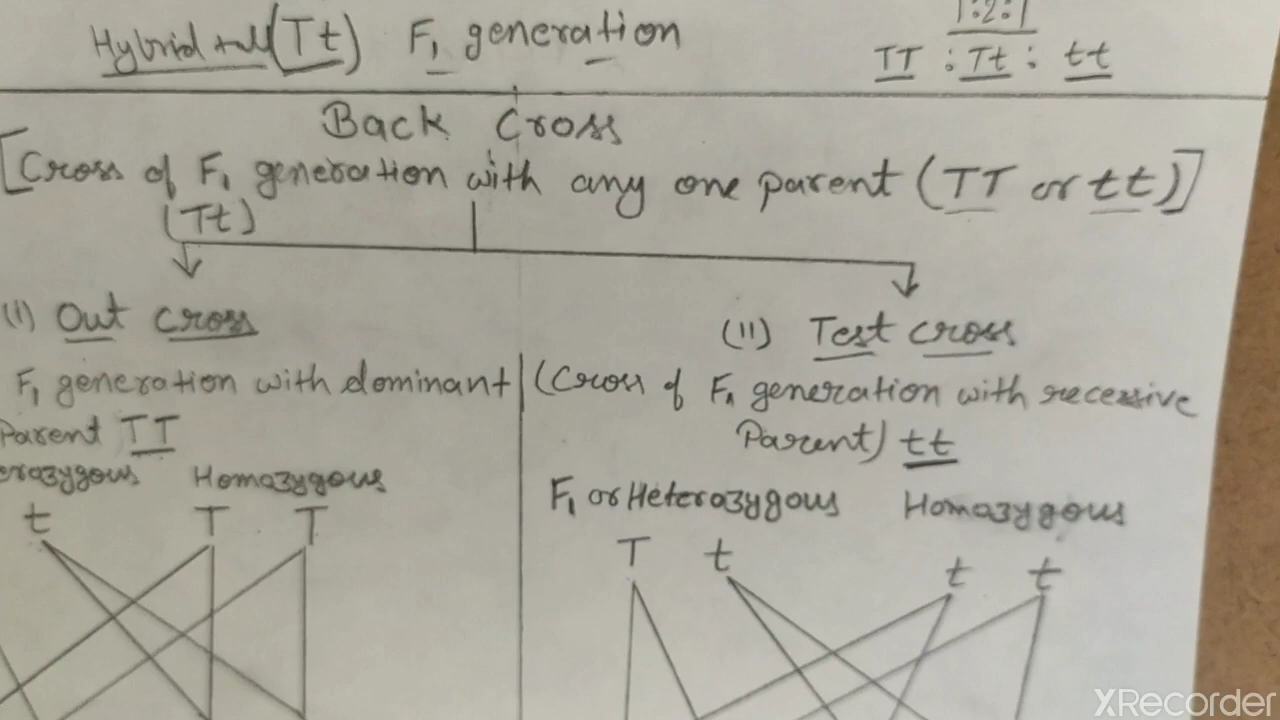 Hybrid tall (Tt) F1 generation
1:2:1
TT : Tt : tt
Back Cross
[Cross of F1 generation with any one parent (TT or tt)]
(Tt)
(I) Out cross
F1 generation with dominant
Parent TT
erozygous Homozygous
t T T
(II) Test cross
(Cross of F1 generation with recessive
Parent) tt
F1 or Heterozygous Homozygous
T t t t
XRecorder